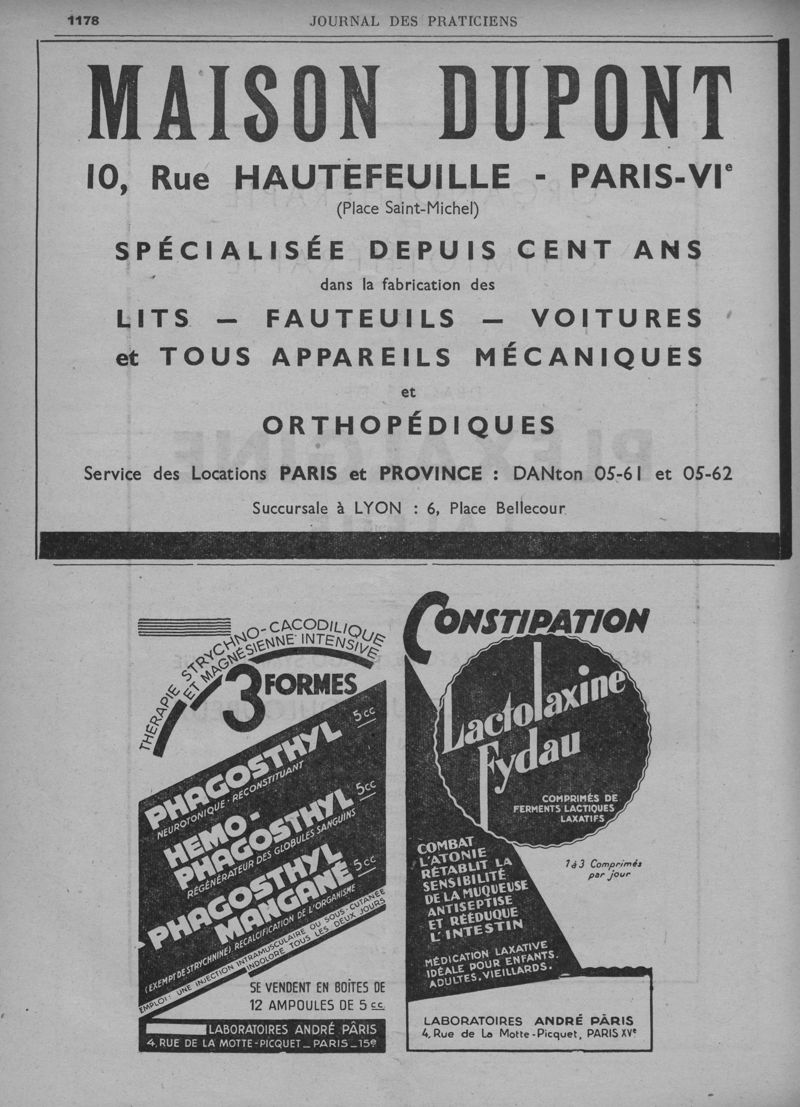 1178
JOURNAL DES PRATICIENS
MAISON DUPONT
10, Rue HAUTEFEUILLE - PARIS-VIe
(Place Saint-Michel)
SPÉCIALISÉE DEPUIS CENT ANS
dans la fabrication des
LITS — FAUTEUILS — VOITURES
et TOUS APPAREILS MÉCANIQUES
et
ORTHOPÉDIQUES
Service des Locations PARIS et PROVINCE : DANton 05-61 et 05-62
Succursale à LYON : 6, Place Bellecour
THÉRAPIE STRYCHNO-CACODILIQUE
ET MAGNÉSIENNE INTENSIVE
3 FORMES
PHAGOSTHYL 5cc
NEUROTONIQUE-RECONSTITUANT
HEMO-
PHAGOSTHYL 5cc
RÉGÉNÉRATEUR DES GLOBULES SANGUINS
PHAGOSTHYL 5cc
MANGANÉ
(EXEMPT DE STRYCHNINE) RECALCIFICATION DE L'ORGANISME
EMPLOI: UNE INJECTION INTRAMUSCULAIRE OU SOUS-CUTANÉE
INDOLORE TOUS LES DEUX JOURS
SE VENDENT EN BOITES DE
12 AMPOULES DE 5 c.c.
LABORATOIRES ANDRÉ PÂRIS
4, RUE DE LA MOTTE-PICQUET_PARIS_15e
CONSTIPATION
Lactolaxine
Fydau
COMPRIMÉS DE
FERMENTS LACTIQUES
LAXATIFS
1 à 3 Comprimés
par jour
COMBAT
L'ATONIE
RÉTABLIT LA
SENSIBILITÉ
DE LA MUQUEUSE
ANTISEPTISE
ET RÉÉDUQUE
L'INTESTIN
MÉDICATION LAXATIVE
IDÉALE POUR ENFANTS.
ADULTES, VIEILLARDS.
LABORATOIRES ANDRÉ PÂRIS
4, Rue de La Motte-Picquet, PARIS XVe